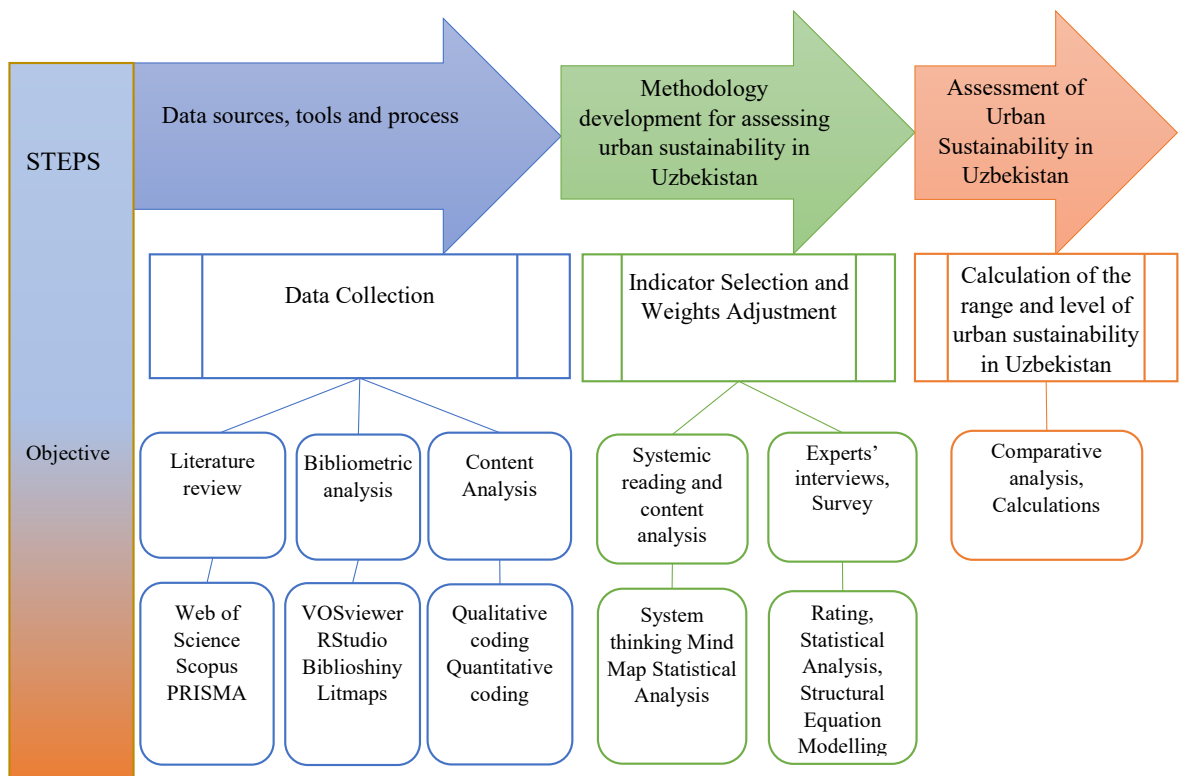 STEPS
Data sources, tools and process
Methodology
development for assessing
urban sustainability in
Uzbekistan
Assessment of
Urban
Sustainability in
Uzbekistan
Data Collection
Indicator Selection and
Weights Adjustment
Calculation of the
range and level of
urban sustainability
in Uzbekistan
Objective
Literature
review
Bibliometric
analysis
Content
Analysis
Systemic
reading and
content
analysis
Experts'
interviews,
Survey
Comparative
analysis,
Calculations
Web of
Science
Scopus
PRISMA
VOSviewer
RStudio
Biblioshiny
Litmaps
Qualitative
coding
Quantitative
coding
System
thinking Mind
Map Statistical
Analysis
Rating,
Statistical
Analysis,
Structural
Equation
Modelling